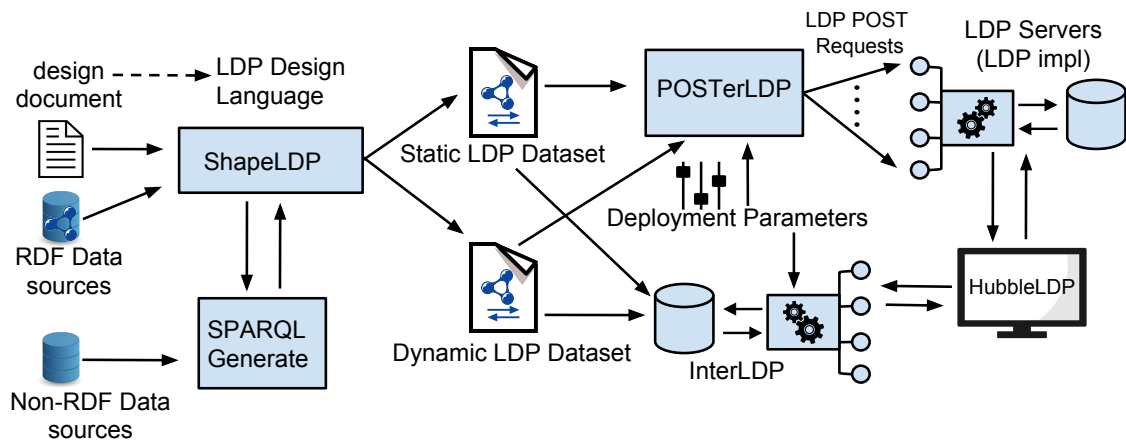 design
document
LDP Design
Language
ShapeLDP
RDF Data
sources
SPARQL
Generate
Non-RDF Data
sources
Static LDP Dataset
Dynamic LDP Dataset
POSTerLDP
Deployment Parameters
InterLDP
LDP POST
Requests
LDP Servers
(LDP impl)
HubbleLDP